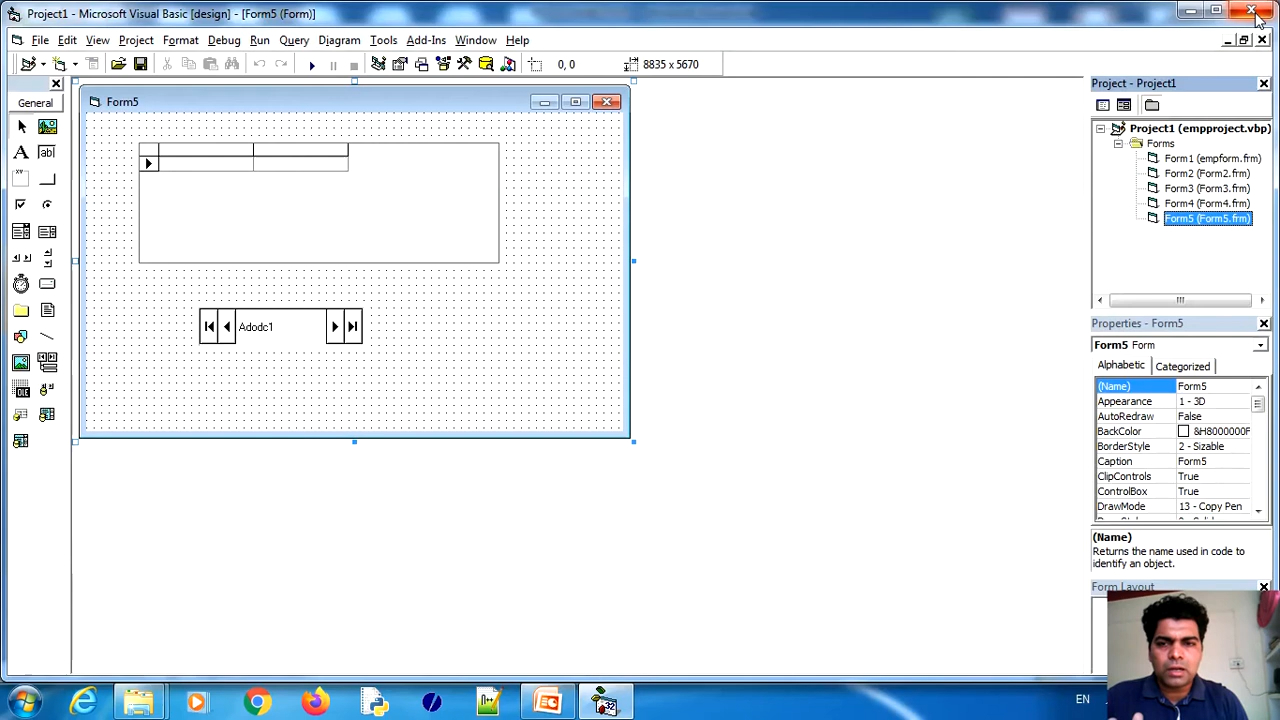 Project1 - Microsoft Visual Basic [design] - [Form5 (Form)]
File Edit View Project Format Debug Run Query Diagram Tools Add-Ins Window Help
0, 0 8835 x 5670
General
Form5
Adodc1
Project - Project1
Project1 (empproject.vbp)
Forms
Form1 (empform.frm)
Form2 (Form2.frm)
Form3 (Form3.frm)
Form4 (Form4.frm)
Form5 (Form5.frm)
Properties - Form5
Form5 Form
Alphabetic Categorized
(Name) Form5
Appearance 1 - 3D
AutoRedraw False
BackColor &H8000000F
BorderStyle 2 - Sizable
Caption Form5
ClipControls True
ControlBox True
DrawMode 13 - Copy Pen
(Name)
Returns the name used in code to
identify an object.
Form Layout
EN